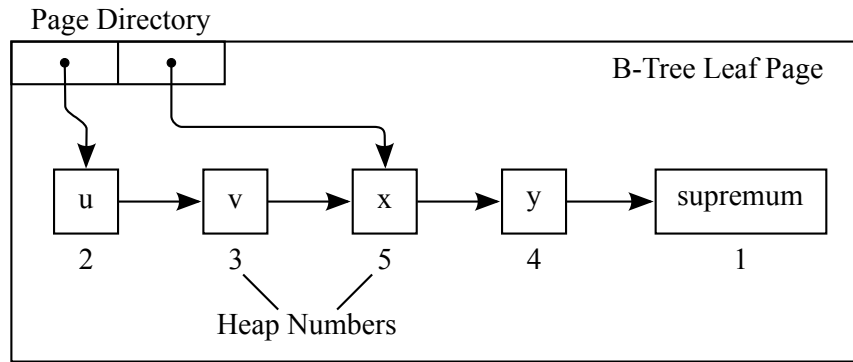 Page Directory
B-Tree Leaf Page
u v x y supremum
2 3 5 4 1
Heap Numbers